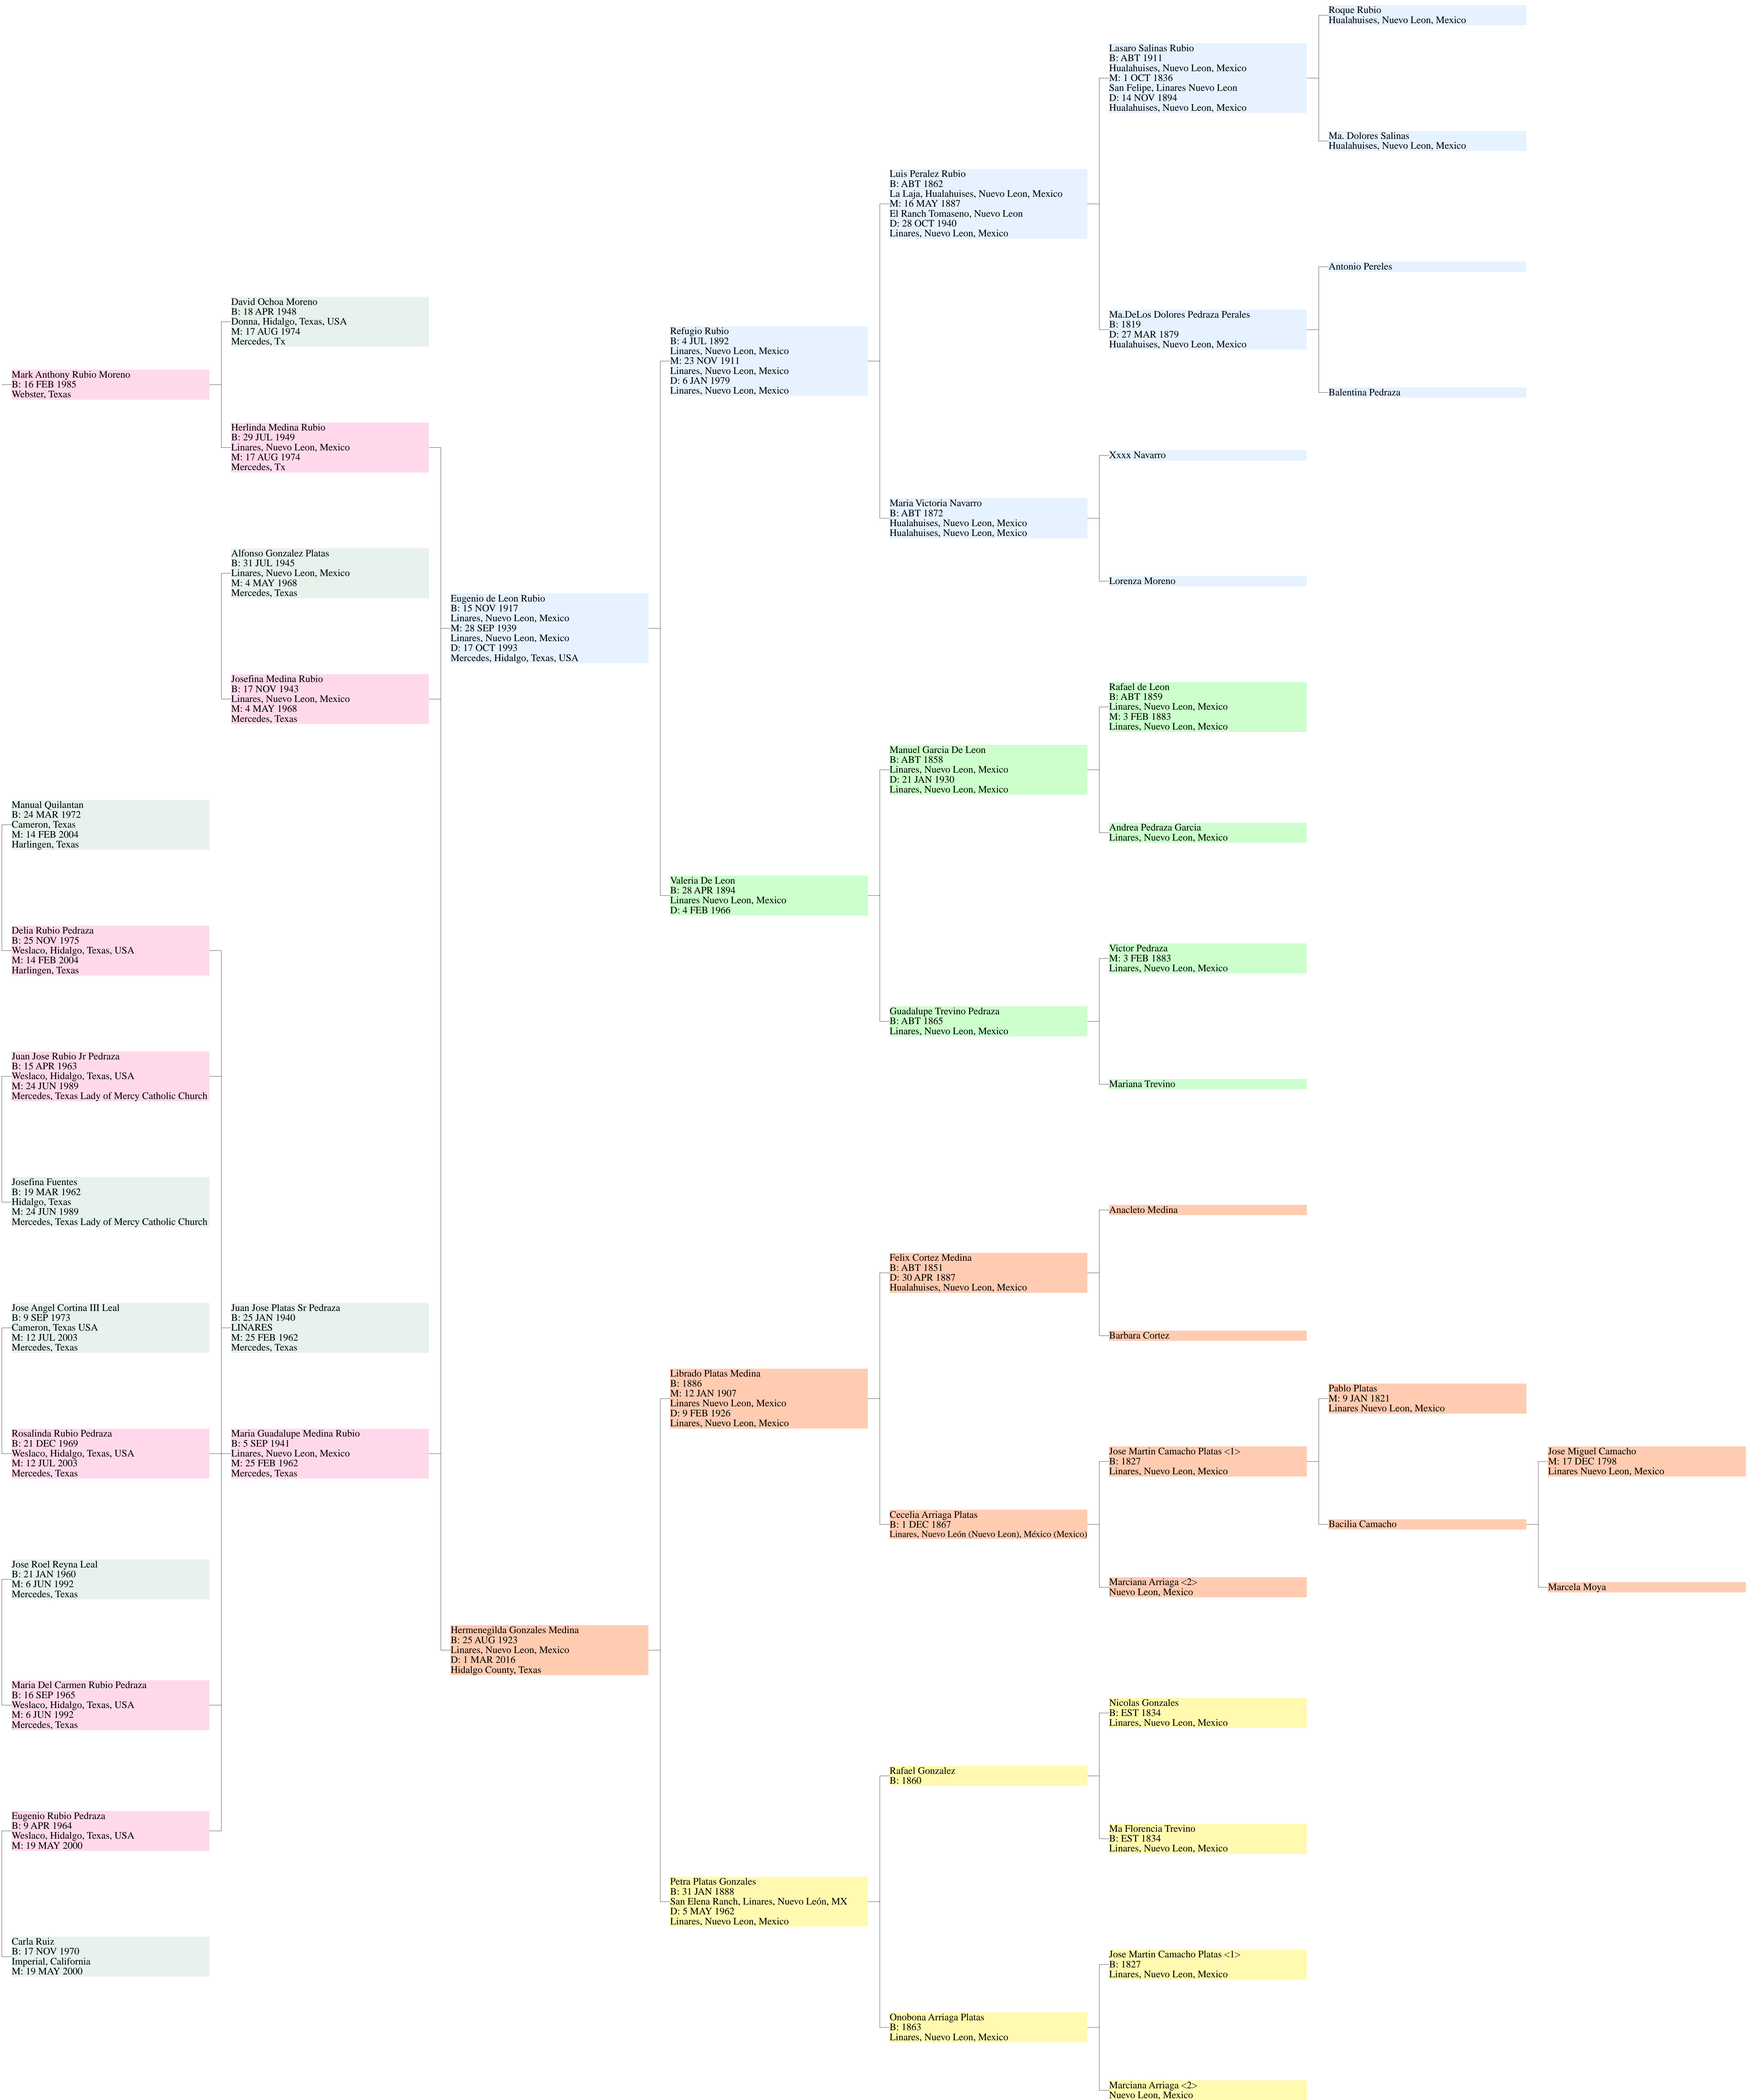 Mark Anthony Rubio Moreno
B: 16 FEB 1985
Webster, Texas
Manual Quilantan
B: 24 MAR 1972
Cameron, Texas
M: 14 FEB 2004
Harlingen, Texas
Delia Rubio Pedraza
B: 25 NOV 1975
Weslaco, Hidalgo, Texas, USA
M: 14 FEB 2004
Harlingen, Texas
Juan Jose Rubio Jr Pedraza
B: 15 APR 1963
Weslaco, Hidalgo, Texas, USA
M: 24 JUN 1989
Mercedes, Texas Lady of Mercy Catholic Church
Josefina Fuentes
B: 19 MAR 1962
Hidalgo, Texas
M: 24 JUN 1989
Mercedes, Texas Lady of Mercy Catholic Church
Jose Angel Cortina III Leal
B: 9 SEP 1973
Cameron, Texas USA
M: 12 JUL 2003
Mercedes, Texas
Rosalinda Rubio Pedraza
B: 21 DEC 1969
Weslaco, Hidalgo, Texas, USA
M: 12 JUL 2003
Mercedes, Texas
Jose Roel Reyna Leal
B: 21 JAN 1960
M: 6 JUN 1992
Mercedes, Texas
Maria Del Carmen Rubio Pedraza
B: 16 SEP 1965
Weslaco, Hidalgo, Texas, USA
M: 6 JUN 1992
Mercedes, Texas
Eugenio Rubio Pedraza
B: 9 APR 1964
Weslaco, Hidalgo, Texas, USA
M: 19 MAY 2000
Carla Ruiz
B: 17 NOV 1970
Imperial, California
M: 19 MAY 2000
David Ochoa Moreno
B: 18 APR 1948
Donna, Hidalgo, Texas, USA
M: 17 AUG 1974
Mercedes, Tx
Herlinda Medina Rubio
B: 29 JUL 1949
Linares, Nuevo Leon, Mexico
M: 17 AUG 1974
Mercedes, Tx
Alfonso Gonzalez Platas
B: 31 JUL 1945
Linares, Nuevo Leon, Mexico
M: 4 MAY 1968
Mercedes, Texas
Josefina Medina Rubio
B: 17 NOV 1943
Linares, Nuevo Leon, Mexico
M: 4 MAY 1968
Mercedes, Texas
Juan Jose Platas Sr Pedraza
B: 25 JAN 1940
LINARES
M: 25 FEB 1962
Mercedes, Texas
Maria Guadalupe Medina Rubio
B: 5 SEP 1941
Linares, Nuevo Leon, Mexico
M: 25 FEB 1962
Mercedes, Texas
Eugenio de Leon Rubio
B: 15 NOV 1917
Linares, Nuevo Leon, Mexico
M: 28 SEP 1939
Linares, Nuevo Leon, Mexico
D: 17 OCT 1993
Mercedes, Hidalgo, Texas, USA
Hermenegilda Gonzales Medina
B: 25 AUG 1923
Linares, Nuevo Leon, Mexico
D: 1 MAR 2016
Hidalgo County, Texas
Refugio Rubio
B: 4 JUL 1892
Linares, Nuevo Leon, Mexico
M: 23 NOV 1911
Linares, Nuevo Leon, Mexico
D: 6 JAN 1979
Linares, Nuevo Leon, Mexico
Valeria De Leon
B: 28 APR 1894
Linares Nuevo Leon, Mexico
D: 4 FEB 1966
Librado Platas Medina
B: 1886
M: 12 JAN 1907
Linares Nuevo Leon, Mexico
D: 9 FEB 1926
Linares, Nuevo Leon, Mexico
Petra Platas Gonzales
B: 31 JAN 1888
San Elena Ranch, Linares, Nuevo León, MX
D: 5 MAY 1962
Linares, Nuevo Leon, Mexico
Luis Peralez Rubio
B: ABT 1862
La Laja, Hualahuises, Nuevo Leon, Mexico
M: 16 MAY 1887
El Ranch Tomaseno, Nuevo Leon
D: 28 OCT 1940
Linares, Nuevo Leon, Mexico
Maria Victoria Navarro
B: ABT 1872
Hualahuises, Nuevo Leon, Mexico
Hualahuises, Nuevo Leon, Mexico
Manuel Garcia De Leon
B: ABT 1858
Linares, Nuevo Leon, Mexico
D: 21 JAN 1930
Linares, Nuevo Leon, Mexico
Guadalupe Trevino Pedraza
B: ABT 1865
Linares, Nuevo Leon, Mexico
Felix Cortez Medina
B: ABT 1851
D: 30 APR 1887
Hualahuises, Nuevo Leon, Mexico
Cecelia Arriaga Platas
B: 1 DEC 1867
Linares, Nuevo León (Nuevo Leon), México (Mexico)
Rafael Gonzalez
B: 1860
Onobona Arriaga Platas
B: 1863
Linares, Nuevo Leon, Mexico
Lasaro Salinas Rubio
B: ABT 1911
Hualahuises, Nuevo Leon, Mexico
M: 1 OCT 1836
San Felipe, Linares Nuevo Leon
D: 14 NOV 1894
Hualahuises, Nuevo Leon, Mexico
Ma.DeLos Dolores Pedraza Perales
B: 1819
D: 27 MAR 1879
Hualahuises, Nuevo Leon, Mexico
Xxxx Navarro
Lorenza Moreno
Rafael de Leon
B: ABT 1859
Linares, Nuevo Leon, Mexico
M: 3 FEB 1883
Linares, Nuevo Leon, Mexico
Andrea Pedraza Garcia
Linares, Nuevo Leon, Mexico
Victor Pedraza
M: 3 FEB 1883
Linares, Nuevo Leon, Mexico
Mariana Trevino
Anacleto Medina
Barbara Cortez
Jose Martin Camacho Platas <1>
B: 1827
Linares, Nuevo Leon, Mexico
Marciana Arriaga <2>
Nuevo Leon, Mexico
Nicolas Gonzales
B: EST 1834
Linares, Nuevo Leon, Mexico
Ma Florencia Trevino
B: EST 1834
Linares, Nuevo Leon, Mexico
Jose Martin Camacho Platas <1>
B: 1827
Linares, Nuevo Leon, Mexico
Marciana Arriaga <2>
Nuevo Leon, Mexico
Roque Rubio
Hualahuises, Nuevo Leon, Mexico
Ma. Dolores Salinas
Hualahuises, Nuevo Leon, Mexico
Antonio Pereles
Balentina Pedraza
Pablo Platas
M: 9 JAN 1821
Linares Nuevo Leon, Mexico
Bacilia Camacho
Jose Miguel Camacho
M: 17 DEC 1798
Linares Nuevo Leon, Mexico
Marcela Moya